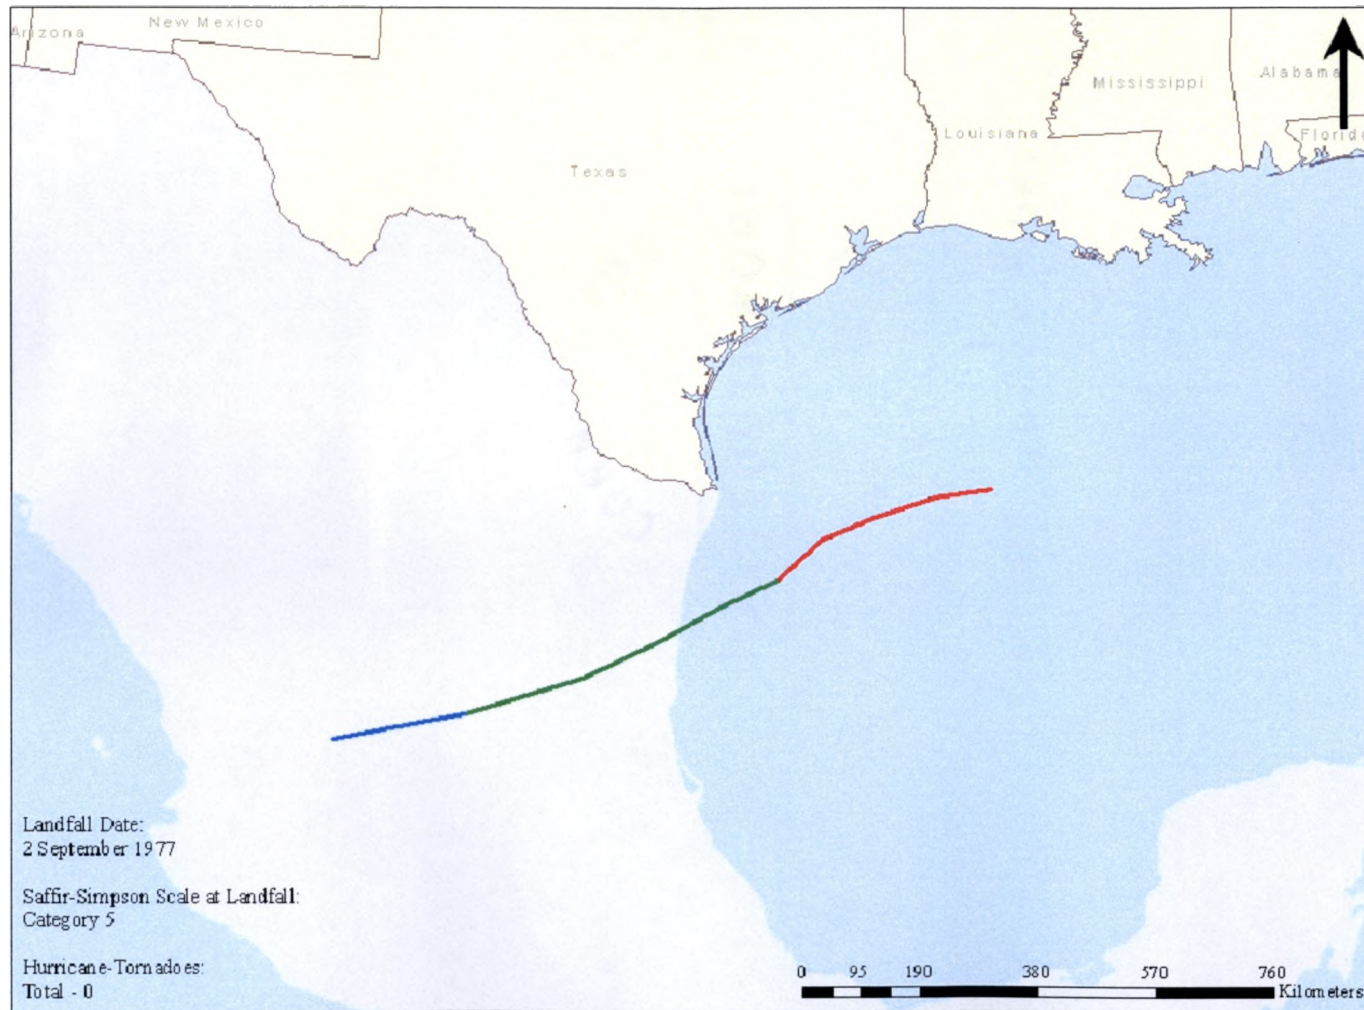 New Mexico
Arizona
Alabama
Mississippi
Louisiana
Florida
Texas
Landfall Date:
2 September 1977
Saffir-Simpson Scale at Landfall:
Category 5
Hurricane-Tornadoes:
Total - 0
0 95 190 380 570 760
Kilometers